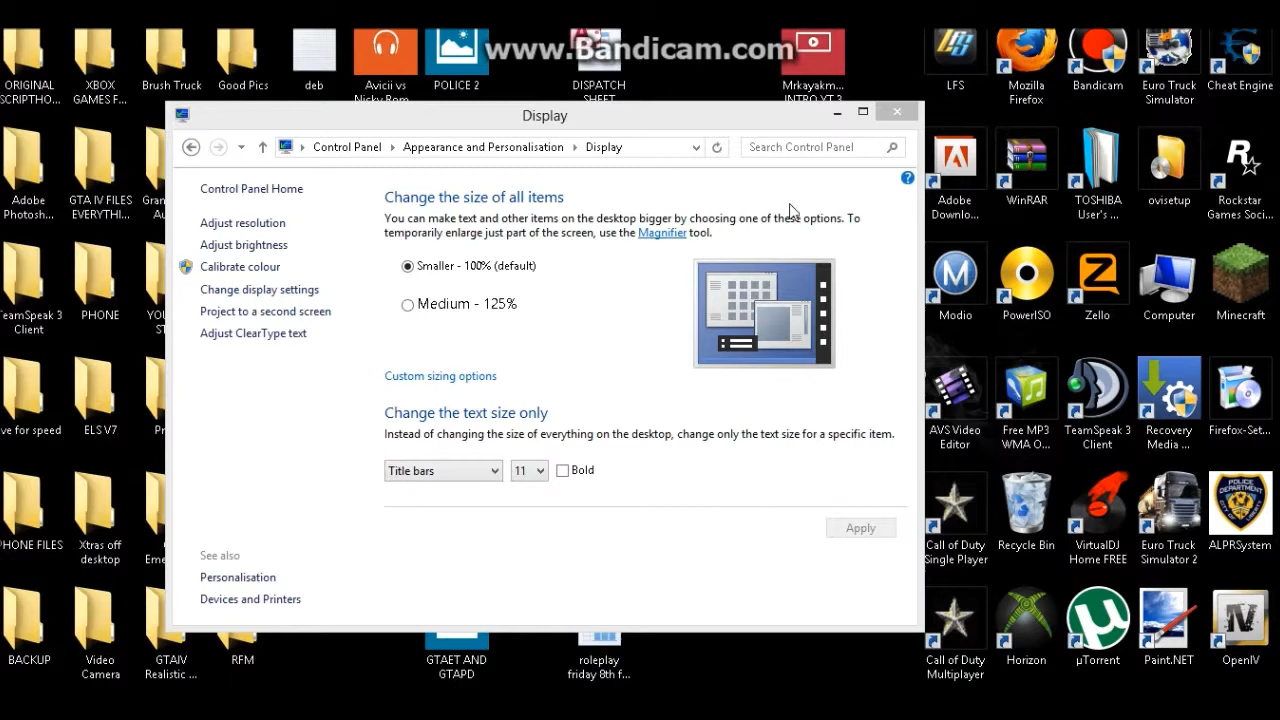 www.Bandicam.com
ORIGINAL
SCRIPTHO...
XBOX
GAMES F...
Brush Truck
Good Pics
deb
Avicii vs
Nicky Rom
POLICE 2
DISPATCH
SHEET
Mrkayakm...
INTRO YT 3
LFS
Mozilla
Firefox
Bandicam
Euro Truck
Simulator
Cheat Engine
Display
Control Panel
Appearance and Personalisation
Display
Search Control Panel
Control Panel Home
Adjust resolution
Adjust brightness
Calibrate colour
Change display settings
Project to a second screen
Adjust ClearType text
See also
Personalisation
Devices and Printers
Change the size of all items
You can make text and other items on the desktop bigger by choosing one of these options. To
temporarily enlarge just part of the screen, use the Magnifier tool.
Smaller - 100% (default)
Medium - 125%
Custom sizing options
Change the text size only
Instead of changing the size of everything on the desktop, change only the text size for a specific item.
Title bars
11
Bold
Apply
Adobe
Photosh...
GTA IV FILES
EVERYTHI...
Gran
Au
Adobe
Downlo...
WinRAR
TOSHIBA
User's ...
ovisetup
Rockstar
Games Soci...
TeamSpeak 3
Client
PHONE
YOU
ST
Modio
PowerISO
Zello
Computer
Minecraft
ve for speed
ELS V7
Pr
AVS Video
Editor
Free MP3
WMA O...
TeamSpeak 3
Client
Recovery
Media ...
Firefox-Set...
PHONE FILES
Xtras off
desktop
G
Eme
Call of Duty
Single Player
Recycle Bin
VirtualDJ
Home FREE
Euro Truck
Simulator 2
POLICE
DEPARTMENT
ALPRSystem
BACKUP
Video
Camera
GTAIV
Realistic ...
RFM
GTAET AND
GTAPD
roleplay
friday 8th f...
Call of Duty
Multiplayer
Horizon
µTorrent
Paint.NET
OpenIV